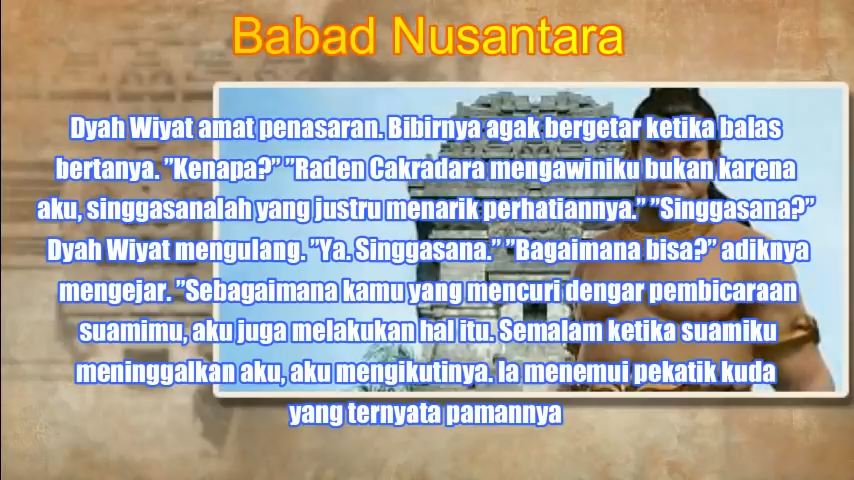 Babad Nusantara
Dyah Wiyat amat penasaran. Bibirnya agak bergetar ketika balas
bertanya. ”Kenapa?” ”Raden Cakradara mengawiniku bukan karena
aku, singgasanalah yang justru menarik perhatiannya.” ”Singgasana?”
Dyah Wiyat mengulang. ”Ya. Singgasana.” ”Bagaimana bisa?” adiknya
mengejar. ”Sebagaimana kamu yang mencuri dengar pembicaraan
suamimu, aku juga melakukan hal itu. Semalam ketika suamiku
meninggalkan aku, aku mengikutinya. Ia menemui pekatik kuda
yang ternyata pamannya